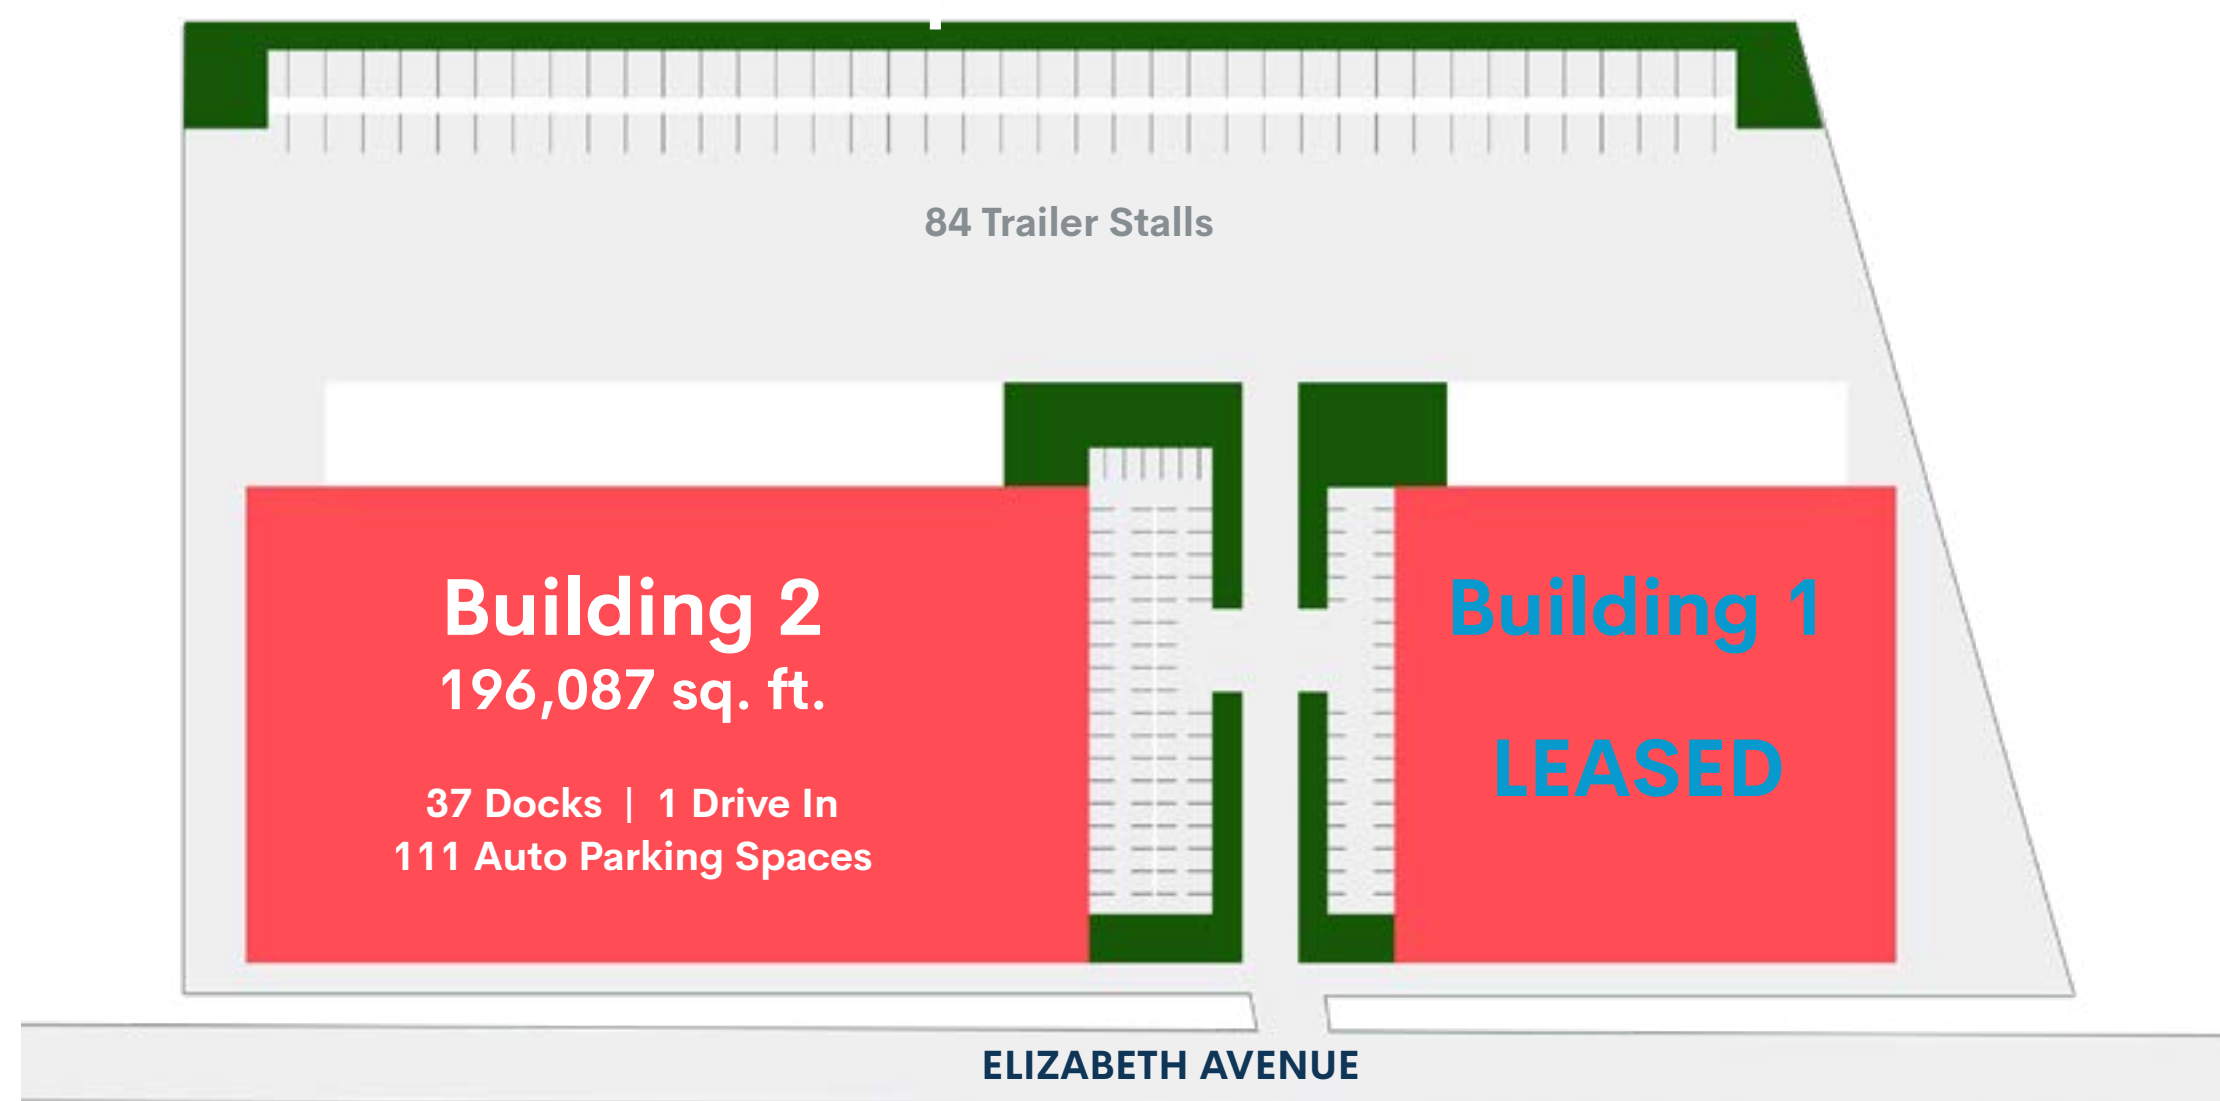 84 Trailer Stalls
Building 2
196,087 sq. ft.
37 Docks | 1 Drive In
111 Auto Parking Spaces
Building 1
LEASED
ELIZABETH AVENUE